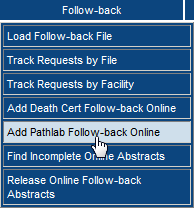 Follow-back
Load Follow-back File
Track Requests by File
Track Requests by Facility
Add Death Cert Follow-back Online
Add Pathlab Follow-back Online
Find Incomplete Online Abstracts
Release Online Follow-back
Abstracts